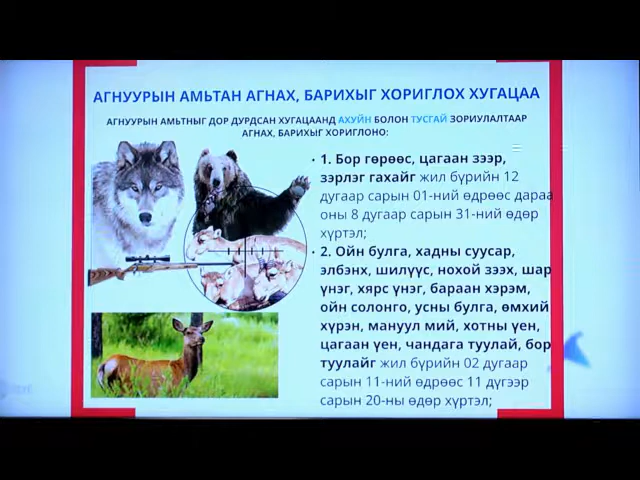 АГНУУРЫН АМЬТАН АГНАХ, БАРИХЫГ ХОРИГЛОХ ХУГАЦАА
АГНУУРЫН АМЬТНЫГ ДОР ДУРДСАН ХУГАЦААНД АХУЙН БОЛОН ТУСГАЙ ЗОРИУЛАЛТААР
АГНАХ, БАРИХЫГ ХОРИГЛОНО:
· 1. Бор гөрөөс, цагаан зээр,
зэрлэг гахайг жил бүрийн 12
дугаар сарын 01-ний өдрөөс дараа
оны 8 дугаар сарын 31-ний өдөр
хүртэл;
· 2. Ойн булга, хадны суусар,
элбэнх, шилүүс, нохой зээх, шар
үнэг, хярс үнэг, бараан хэрэм,
ойн солонго, усны булга, өмхий
хүрэн, мануул мий, хотны үен,
цагаан үен, чандага туулай, бор
туулайг жил бүрийн 02 дугаар
сарын 11-ний өдрөөс 11 дүгээр
сарын 20-ны өдөр хүртэл;